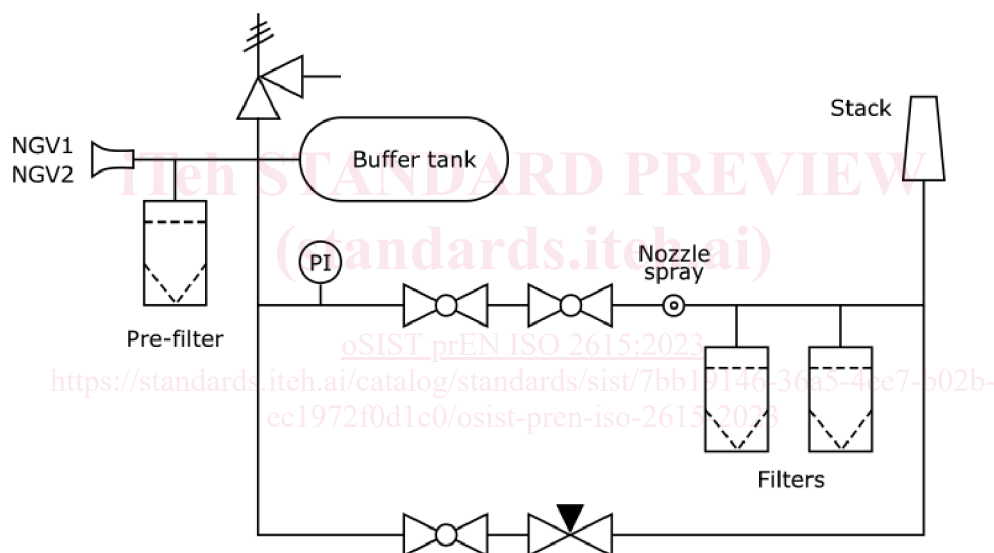 Stack
NGV1
NGV2
Buffer tank
iTeh STANDARD PREVIEW
(standards.iteh.ai)
PI
Nozzle
spray
Pre-filter
oSIST prEN ISO 2615:2023
https://standards.iteh.ai/catalog/standards/sist/7bb19146-36a5-4ee7-b02b-
ec1972f0d1c0/osist-pren-iso-2615-2023
Filters